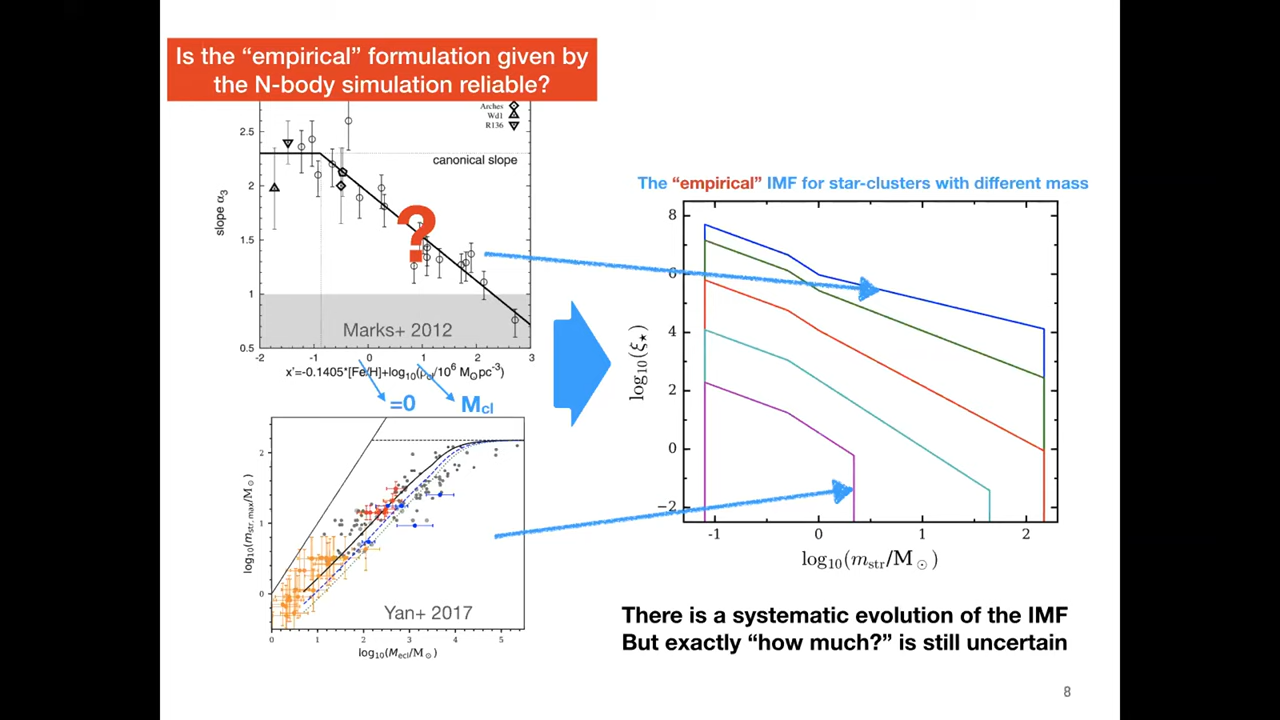 Is the “empirical” formulation given by
the N-body simulation reliable?
Arches
Wd1
R136
canonical slope
2.5
2
1.5
1
0.5
slope α₃
?
Marks+ 2012
-2 -1 0 1 2 3
x'=-0.1405*[Fe/H]+log₁₀(ρcl/10⁶ M⊙pc⁻³)
=0
Mcl
2
1
0
log₁₀(mstr,max/M⊙)
Yan+ 2017
0 1 2 3 4 5
log₁₀(Mecl/M⊙)
The “empirical” IMF for star-clusters with different mass
8
6
4
2
0
−2
log₁₀(ξ⋆)
-1 0 1 2
log₁₀(mstr/M⊙)
There is a systematic evolution of the IMF
But exactly “how much?” is still uncertain
8